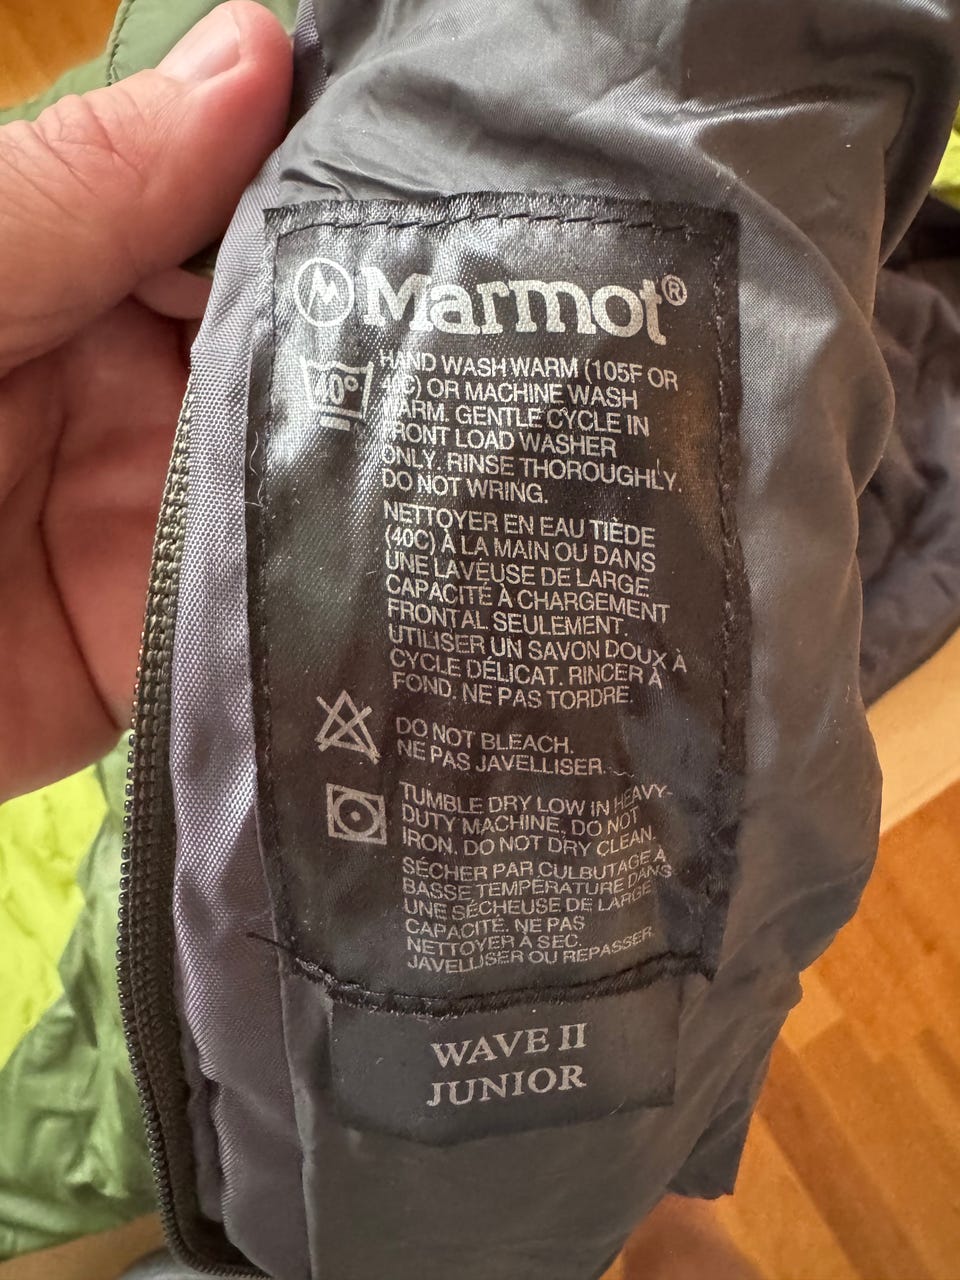 Marmot®
40°
HAND WASH WARM (105F OR
40C) OR MACHINE WASH
WARM. GENTLE CYCLE IN
FRONT LOAD WASHER
ONLY. RINSE THOROUGHLY.
DO NOT WRING.
NETTOYER EN EAU TIÈDE
(40C) À LA MAIN OU DANS
UNE LAVEUSE DE LARGE
CAPACITÉ À CHARGEMENT
FRONTAL SEULEMENT.
UTILISER UN SAVON DOUX À
CYCLE DÉLICAT. RINCER À
FOND. NE PAS TORDRE.
DO NOT BLEACH.
NE PAS JAVELLISER.
TUMBLE DRY LOW IN HEAVY-
DUTY MACHINE. DO NOT
IRON. DO NOT DRY CLEAN.
SÉCHER PAR CULBUTAGE À
BASSE TEMPÉRATURE DANS
UNE SÉCHEUSE DE LARGE
CAPACITÉ. NE PAS
NETTOYER À SEC.
JAVELLISER OU REPASSER.
WAVE II
JUNIOR